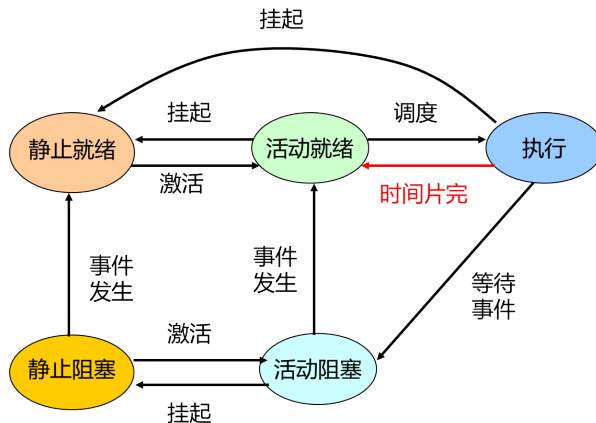 挂起
挂起
调度
静止就绪
活动就绪
执行
激活
时间片完
事件
发生
事件
发生
等待
事件
激活
静止阻塞
活动阻塞
挂起